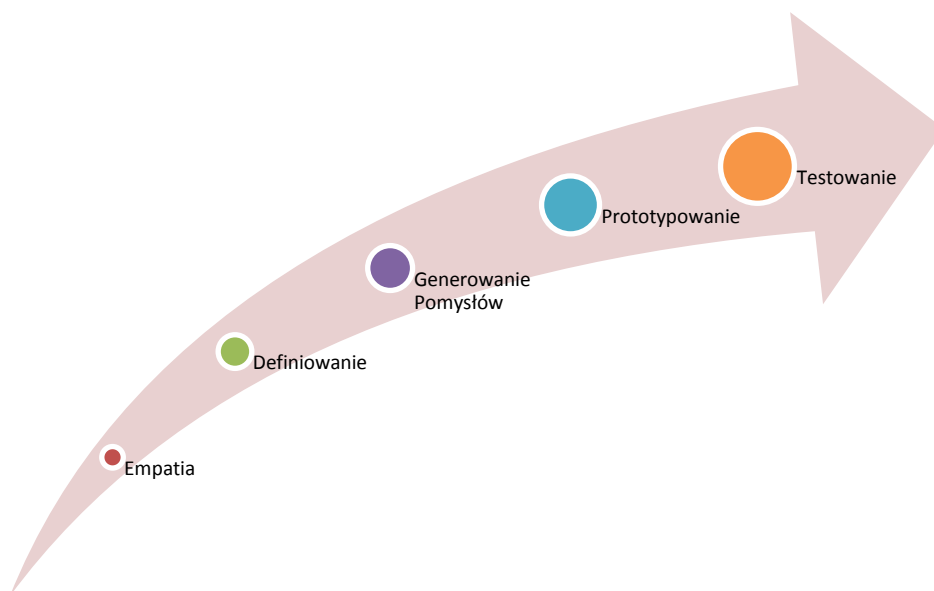 Empatia
Definiowanie
Generowanie
Pomysłów
Prototypowanie
Testowanie